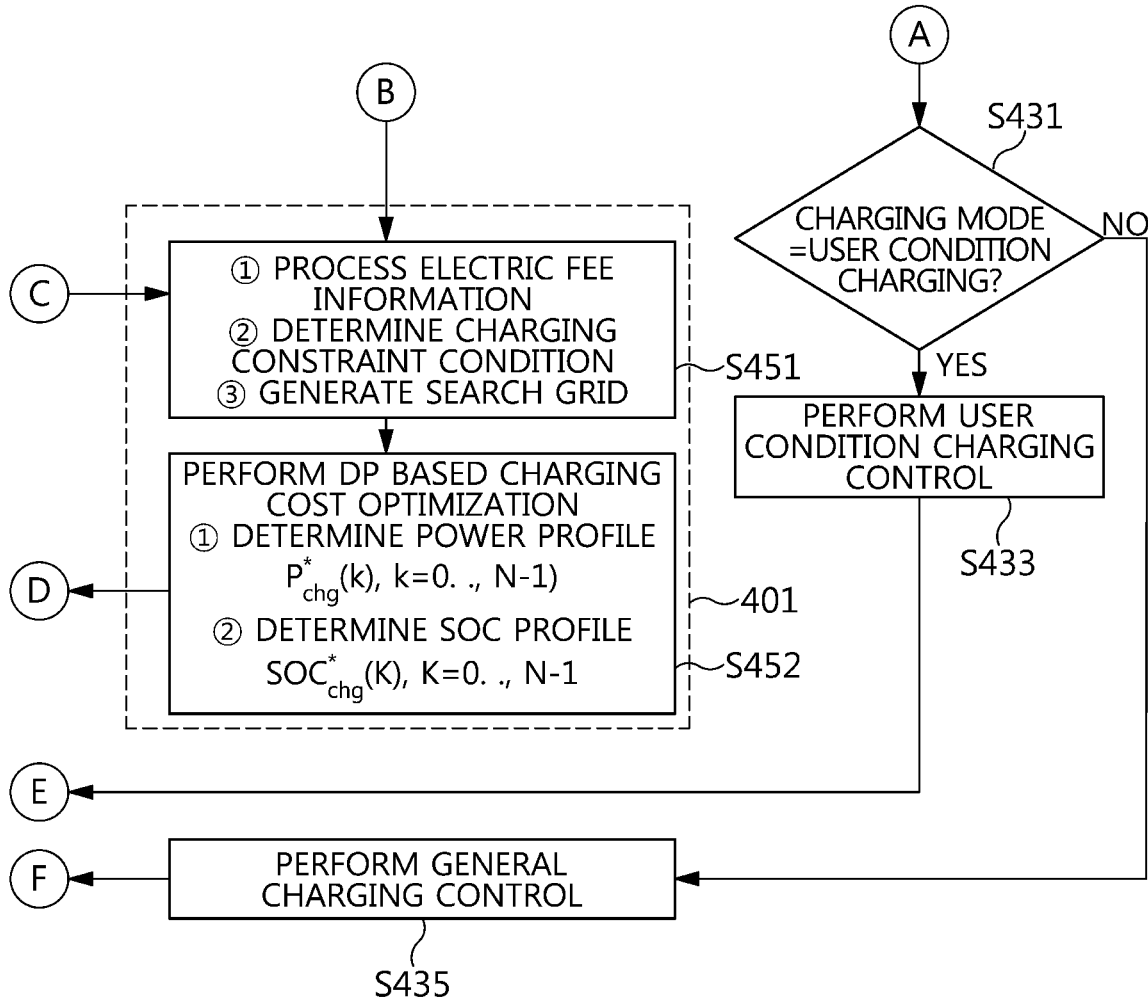 A
B
S431
CHARGING MODE
=USER CONDITION
CHARGING?
NO
C
① PROCESS ELECTRIC FEE
INFORMATION
② DETERMINE CHARGING
CONSTRAINT CONDITION
③ GENERATE SEARCH GRID
S451
YES
PERFORM USER
CONDITION CHARGING
CONTROL
S433
PERFORM DP BASED CHARGING
COST OPTIMIZATION
① DETERMINE POWER PROFILE
P*chg(k), k=0. ., N-1)
② DETERMINE SOC PROFILE
SOC*chg(K), K=0. ., N-1
D
401
S452
E
F
PERFORM GENERAL
CHARGING CONTROL
S435